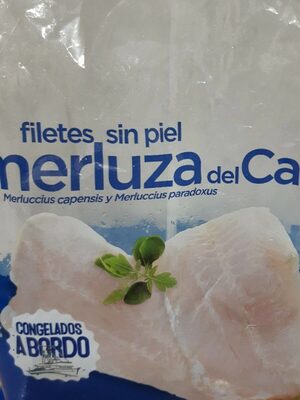 filetes sin piel
merluza del Ca
Merluccius capensis y Merluccius paradoxus
CONGELADOS
A BORDO